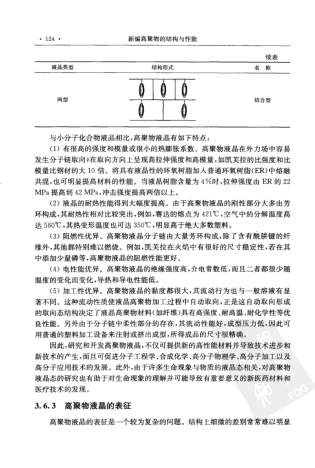 · 124 · 新编高聚物的结构与性能
续表
液晶类型 结构形式 名 称
网型 结合型
与小分子化合物液晶相比,高聚物液晶有如下特点:
(1) 有很高的强度和模量或很小的热膨胀系数。高聚物液晶在外力场中容易
发生分子链取向,在取向方向上呈现高拉伸强度和高模量,如凯芙拉的比强度和比
模量比钢材的大10倍。将具有液晶性的环氧树脂加入普通环氧树脂(ER)中熔融
共混,也可明显提高材料的性能。当液晶树脂含量为4%时,拉伸强度由ER的22
MPa提高到42 MPa,冲击强度提高两倍以上。
(2) 液晶的耐热性能得到大幅度提高。由于高聚物液晶的刚性部分大多由芳
环构成,其耐热性相对比较突出,例如,赛达的熔点为421℃,空气中的分解温度高
达560℃,其热变形温度也可达350℃,明显高于绝大多数塑料。
(3) 阻燃性优异。高聚物液晶分子链由大量芳环构成,除了含有酰肼键的纤
维外,其他都特别难以燃烧。例如,凯芙拉在火焰中有很好的尺寸稳定性,若在其
中添加少量磷等,高聚物液晶的阻燃性能更好。
(4) 电性能优异。高聚物液晶的绝缘强度高,介电常数低,而且二者都很少随
温度的变化而变化,导热和导电性能低。
(5) 加工性优异。高聚物液晶的黏度都很大,其流动行为也与一般溶液有显
著不同。这种流动性质使液晶高聚物加工过程中自动取向,正是这自动取向形成
的取向态结构决定了液晶高聚物材料(如纤维)具有高强度、耐高温、耐化学性等优
良性能。另外由于分子链中柔性部分的存在,其流动性能好,成型压力低,因此可
用普通的塑料加工设备来注射或挤出成型,所得成品的尺寸很精确。
因此,研究和开发高聚物液晶,不仅可提供新的高性能材料并导致技术进步和
新技术的产生,而且可促进分子工程学、合成化学、高分子物理学、高分子加工以及
高分子应用技术的发展。此外,由于许多生命现象与物质的液晶态相关,对高聚物
液晶态的研究也有助于对生命现象的理解并可能导致有重要意义的新医药材料和
医疗技术的发现。
3.6.3 高聚物液晶的表征
高聚物液晶的表征是一个较为复杂的问题。结构上细微的差别常常难以明显
PDG